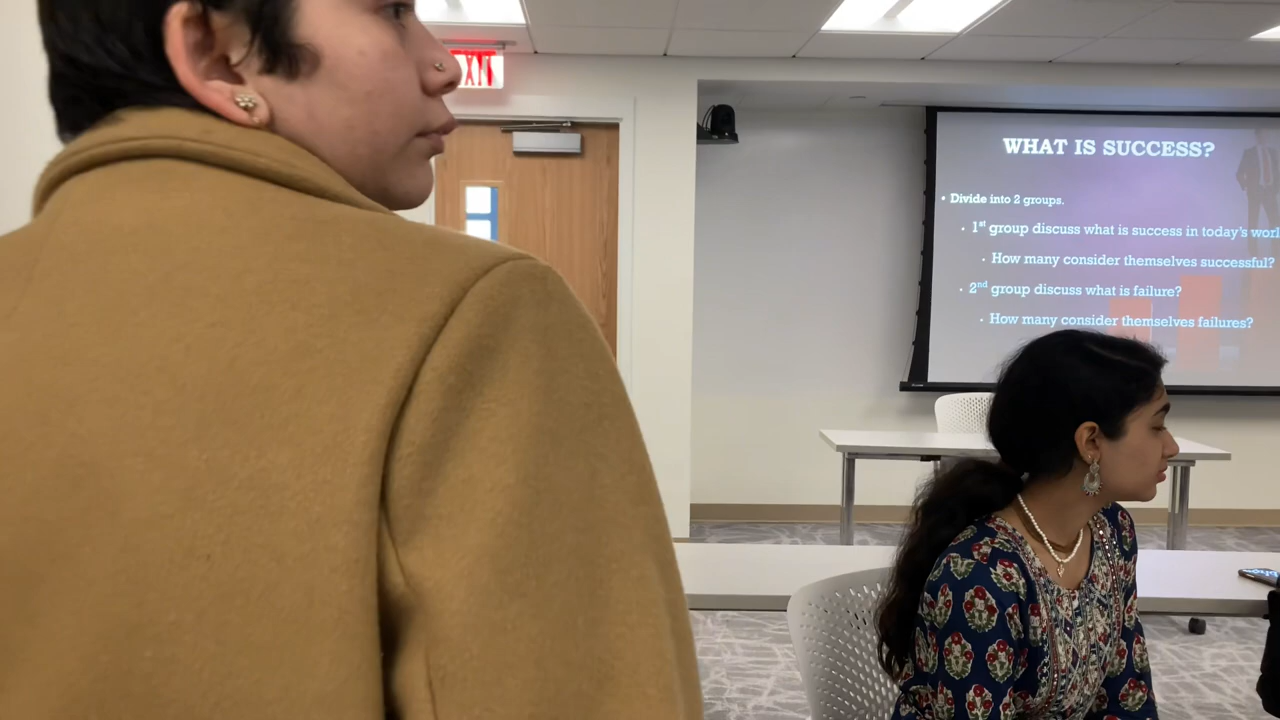 EXIT
WHAT IS SUCCESS?
• Divide into 2 groups.
• 1st group discuss what is success in today's worl
• How many consider themselves successful?
• 2nd group discuss what is failure?
• How many consider themselves failures?